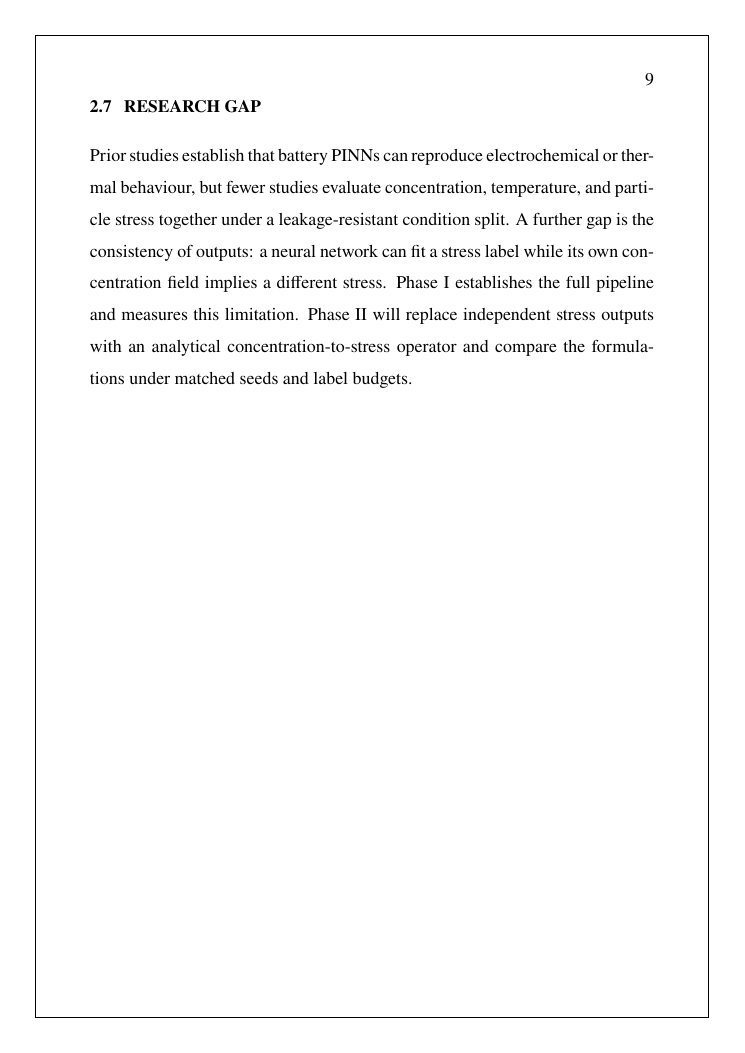 9
2.7 RESEARCH GAP
Prior studies establish that battery PINNs can reproduce electrochemical or ther-
mal behaviour, but fewer studies evaluate concentration, temperature, and parti-
cle stress together under a leakage-resistant condition split. A further gap is the
consistency of outputs: a neural network can fit a stress label while its own con-
centration field implies a different stress. Phase I establishes the full pipeline
and measures this limitation. Phase II will replace independent stress outputs
with an analytical concentration-to-stress operator and compare the formula-
tions under matched seeds and label budgets.